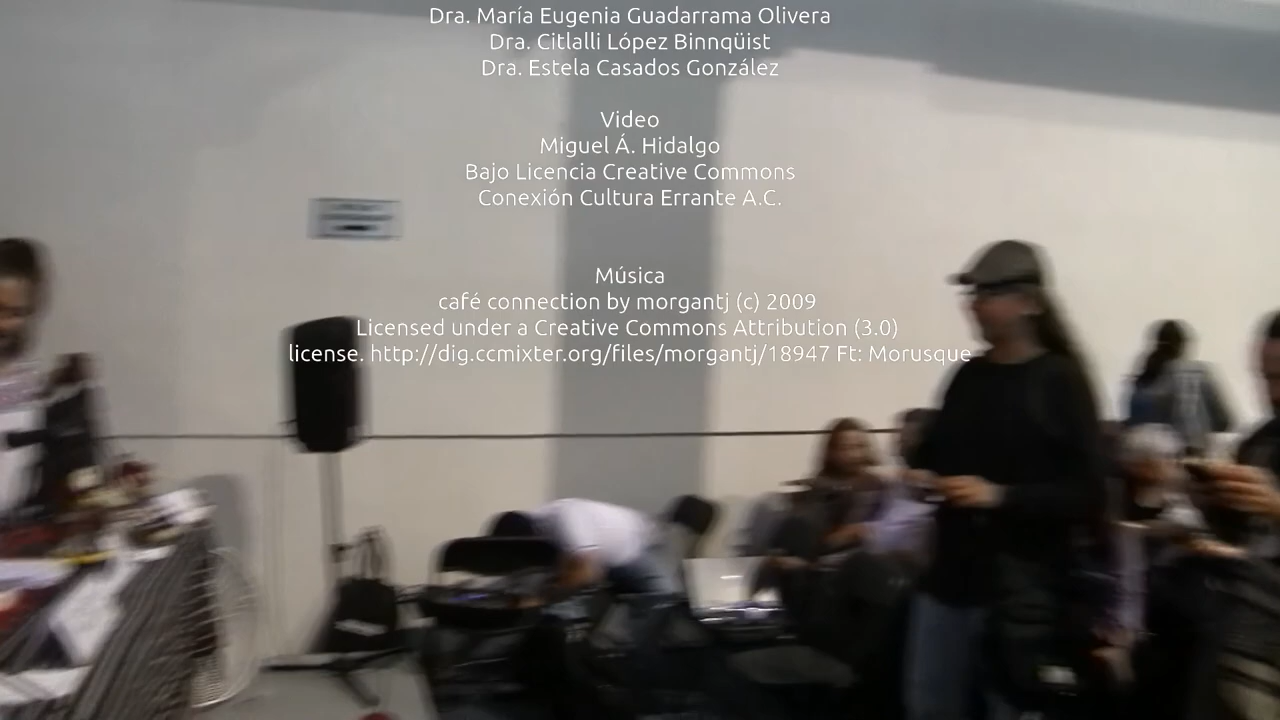 Dra. María Eugenia Guadarrama Olivera
Dra. Citlalli López Binnqüist
Dra. Estela Casados González
Video
Miguel Á. Hidalgo
Bajo Licencia Creative Commons
Conexión Cultura Errante A.C.
Música
café connection by morgantj (c) 2009
Licensed under a Creative Commons Attribution (3.0)
license. http://dig.ccmixter.org/files/morgantj/18947 Ft: Morusque